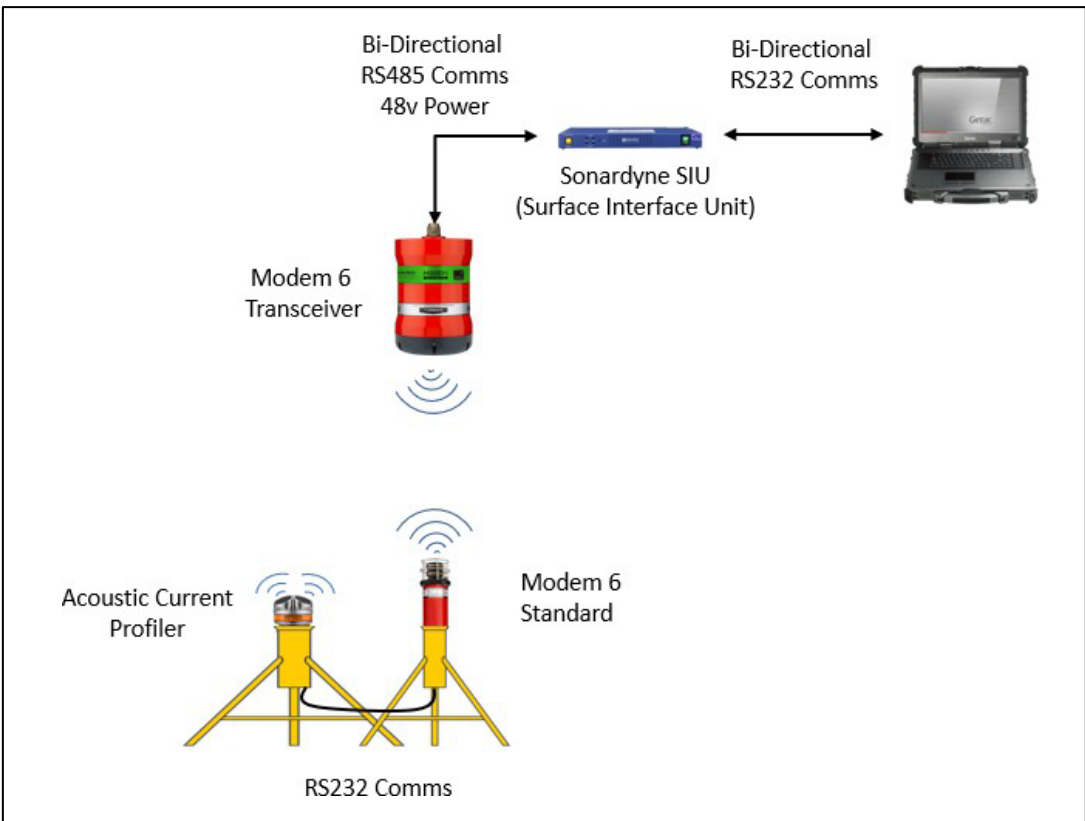 Bi-Directional
RS485 Comms
48v Power
Bi-Directional
RS232 Comms
Getac
Sonardyne SIU
(Surface Interface Unit)
Modem 6
Transceiver
Acoustic Current
Profiler
Modem 6
Standard
RS232 Comms